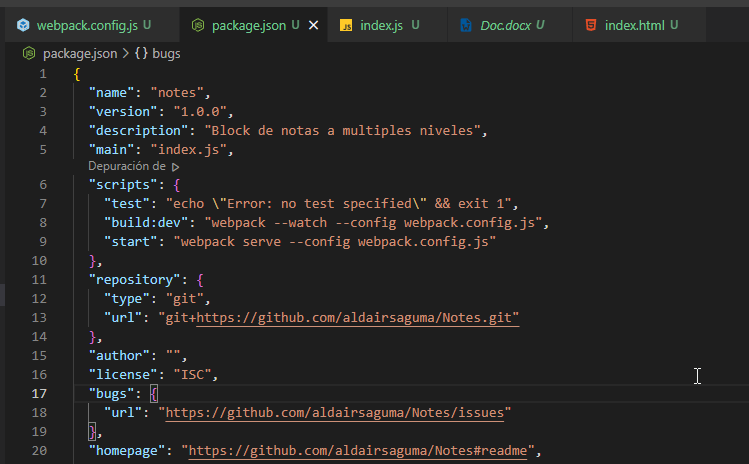 webpack.config.js U package.json U index.js U Doc.docx U index.html U
package.json > { } bugs
1 {
2 "name": "notes",
3 "version": "1.0.0",
4 "description": "Block de notas a multiples niveles",
5 "main": "index.js",
Depuración de
6 "scripts": {
7 "test": "echo \"Error: no test specified\" && exit 1",
8 "build:dev": "webpack --watch --config webpack.config.js",
9 "start": "webpack serve --config webpack.config.js"
10 },
11 "repository": {
12 "type": "git",
13 "url": "git+https://github.com/aldairsaguma/Notes.git"
14 },
15 "author": "",
16 "license": "ISC",
17 "bugs": {
18 "url": "https://github.com/aldairsaguma/Notes/issues"
19 },
20 "homepage": "https://github.com/aldairsaguma/Notes#readme",